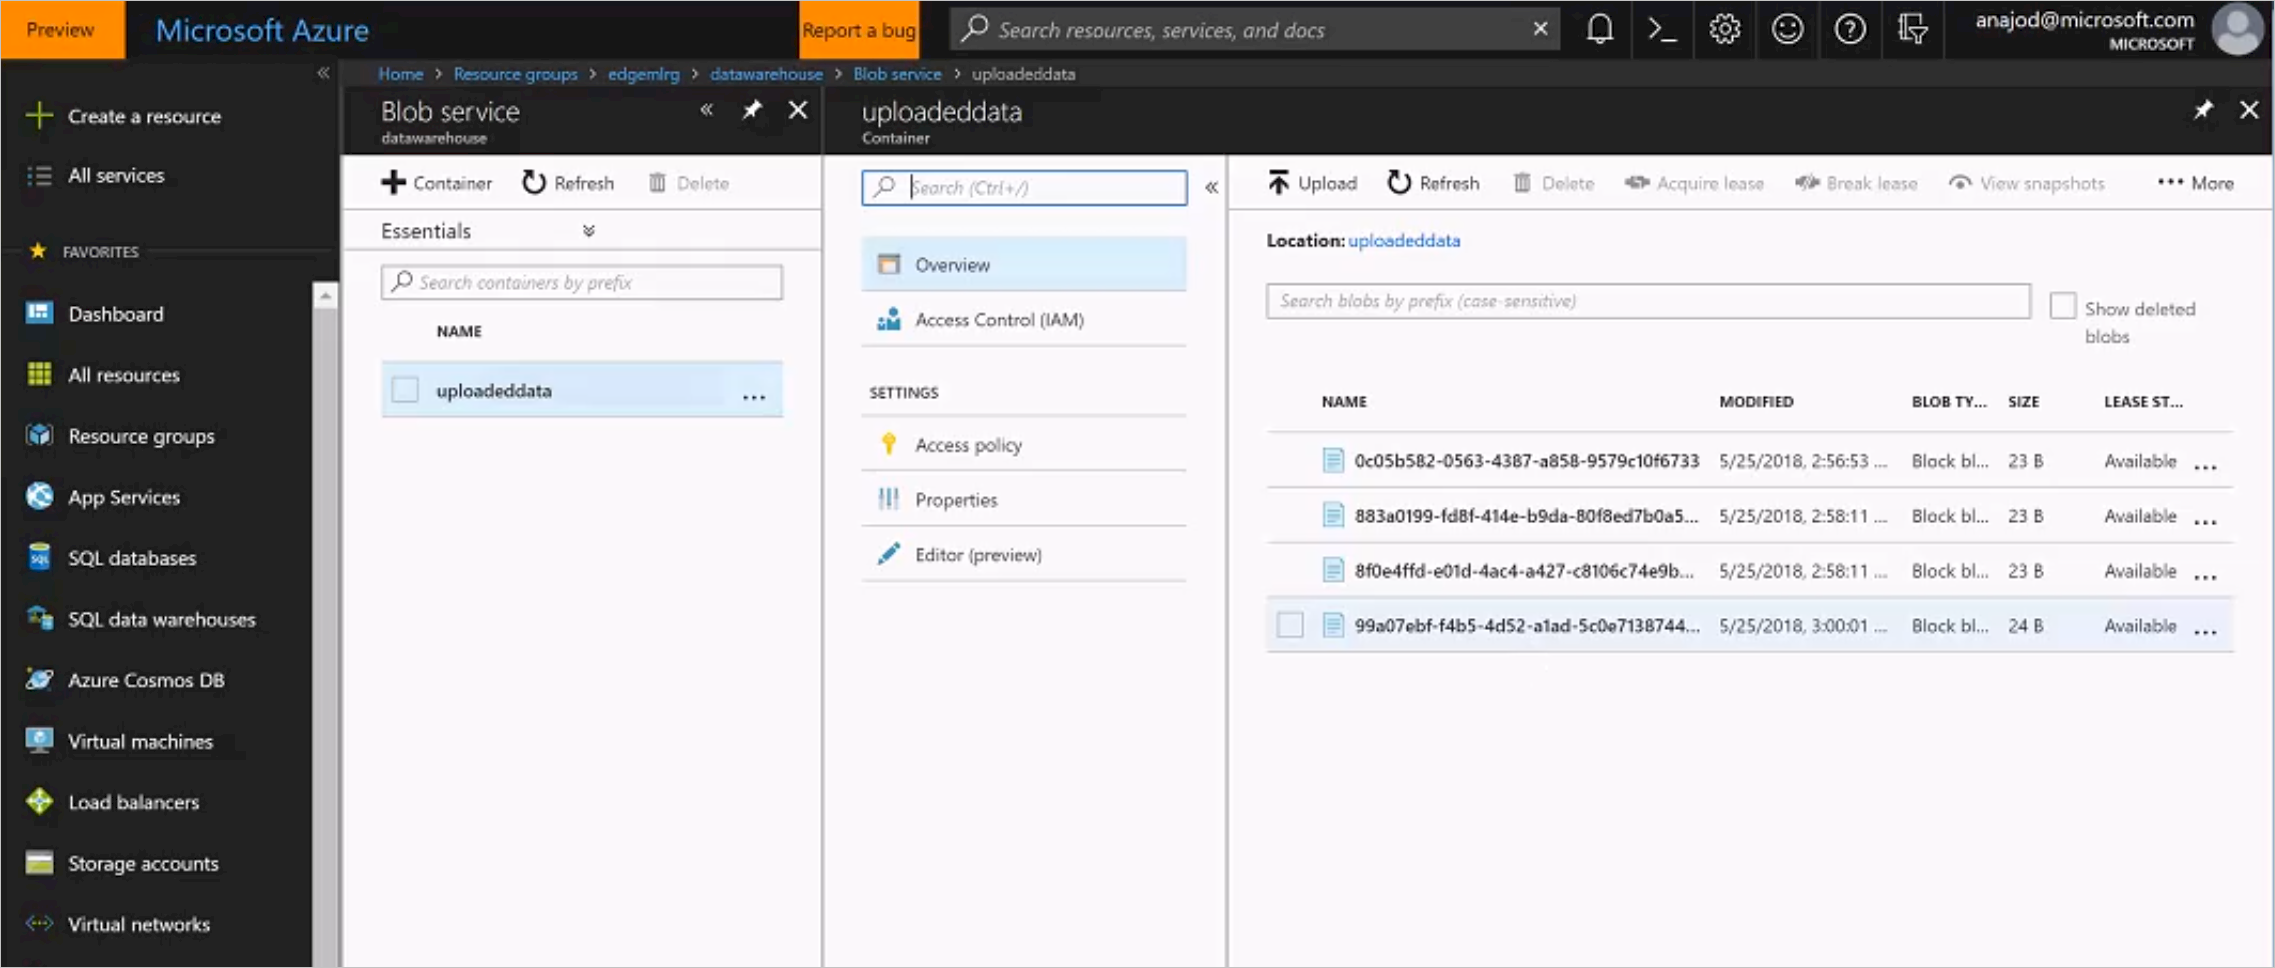 Preview
Microsoft Azure
Report a bug
Search resources, services, and docs
anajod@microsoft.com
MICROSOFT
Home > Resource groups > edgemlrg > datawarehouse > Blob service > uploadeddata
Create a resource
All services
FAVORITES
Dashboard
All resources
Resource groups
App Services
SQL databases
SQL data warehouses
Azure Cosmos DB
Virtual machines
Load balancers
Storage accounts
Virtual networks
Blob service
datawarehouse
Container Refresh Delete
Essentials
Search containers by prefix
NAME
uploadeddata ...
uploadeddata
Container
Search (Ctrl+/)
Overview
Access Control (IAM)
SETTINGS
Access policy
Properties
Editor (preview)
Upload Refresh Delete Acquire lease Break lease View snapshots ... More
Location: uploadeddata
Search blobs by prefix (case-sensitive)
Show deleted
blobs
NAME MODIFIED BLOB TY... SIZE LEASE ST...
0c05b582-0563-4387-a858-9579c10f6733 5/25/2018, 2:56:53 ... Block bl... 23 B Available ...
883a0199-fd8f-414e-b9da-80f8ed7b0a5... 5/25/2018, 2:58:11 ... Block bl... 23 B Available ...
8f0e4ffd-e01d-4ac4-a427-c8106c74e9b... 5/25/2018, 2:58:11 ... Block bl... 23 B Available ...
99a07ebf-f4b5-4d52-a1ad-5c0e7138744... 5/25/2018, 3:00:01 ... Block bl... 24 B Available ...